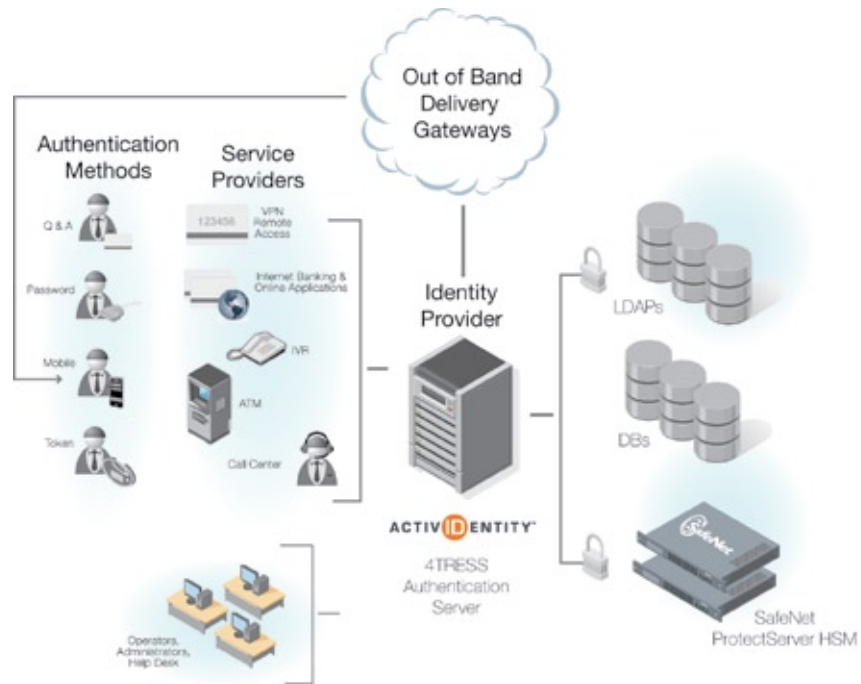 Out of Band
Delivery
Gateways
Authentication
Methods
Service
Providers
Q & A
123456
VPN
Remote
Access
Password
Internet Banking &
Online Applications
Identity
Provider
LDAPs
IVR
Mobile
ATM
DBs
Token
Call Center
ACTIVIDENTITY™
SafeNet
4TRESS
Authentication
Server
SafeNet
ProtectServer HSM
Operators,
Administrators,
Help Desk